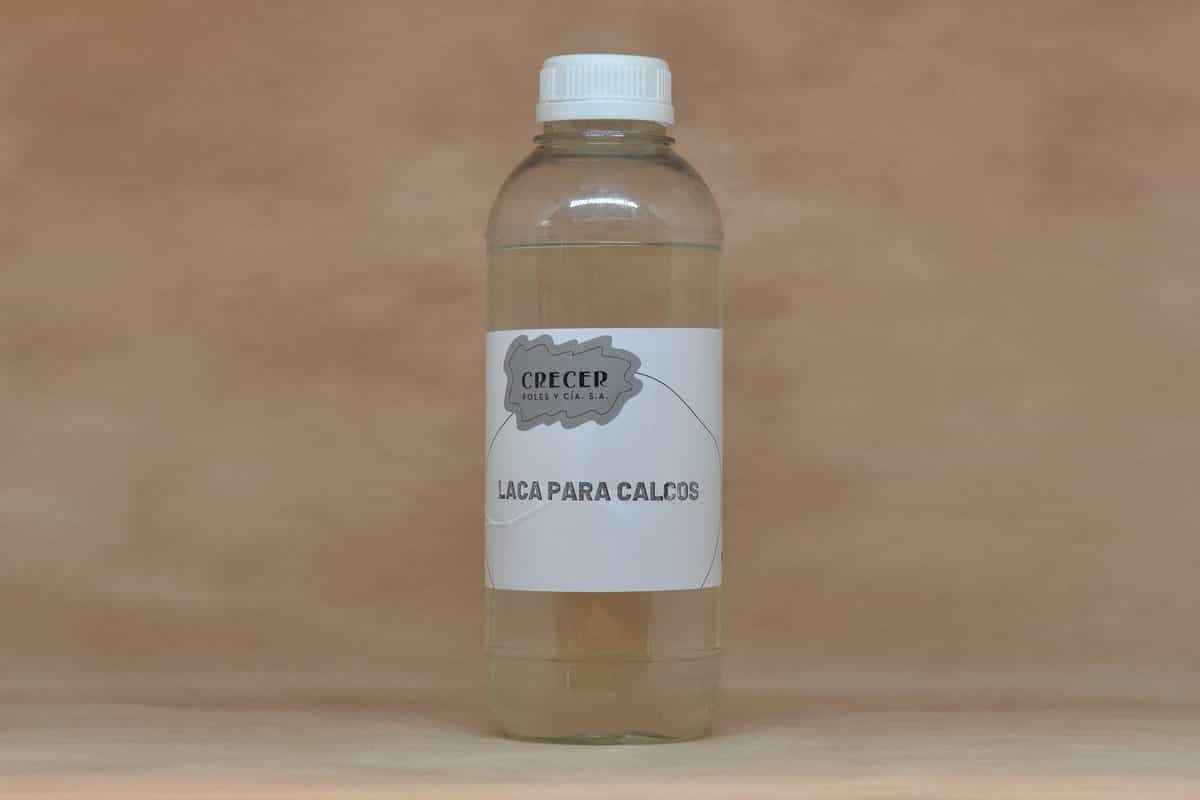 CRECER
POLES Y CÍA. S.A.
LACA PARA CALCOS